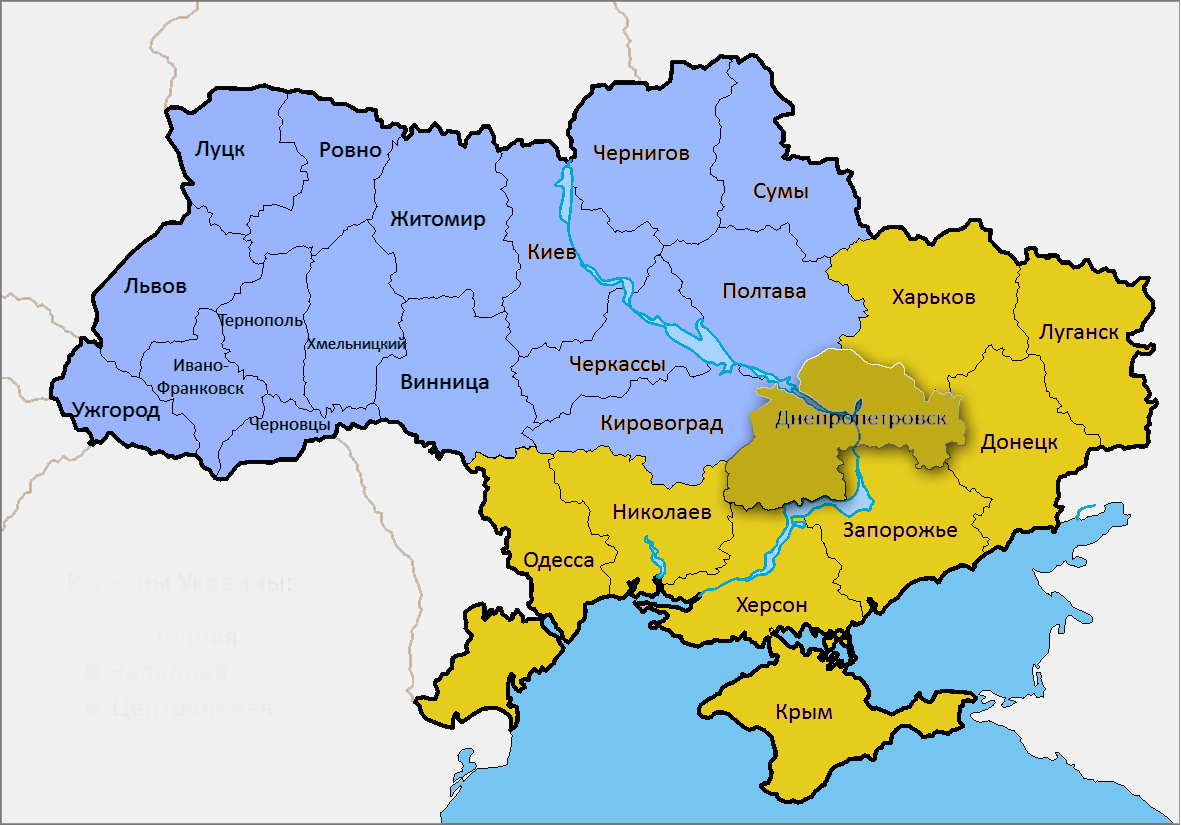 Чернигов
Луцк
Ровно
Сумы
Житомир
Киев
Львов
Полтава
Харьков
Тернополь
Луганск
Хмельницкий
Ивано-
Франковск
Черкассы
Винница
Ужгород
Черновцы
Кировоград
Днепропетровск
Донецк
Николаев
Запорожье
Одесса
Регионы Украины:
Херсон
Восточная
Западная
Центральная
Крым